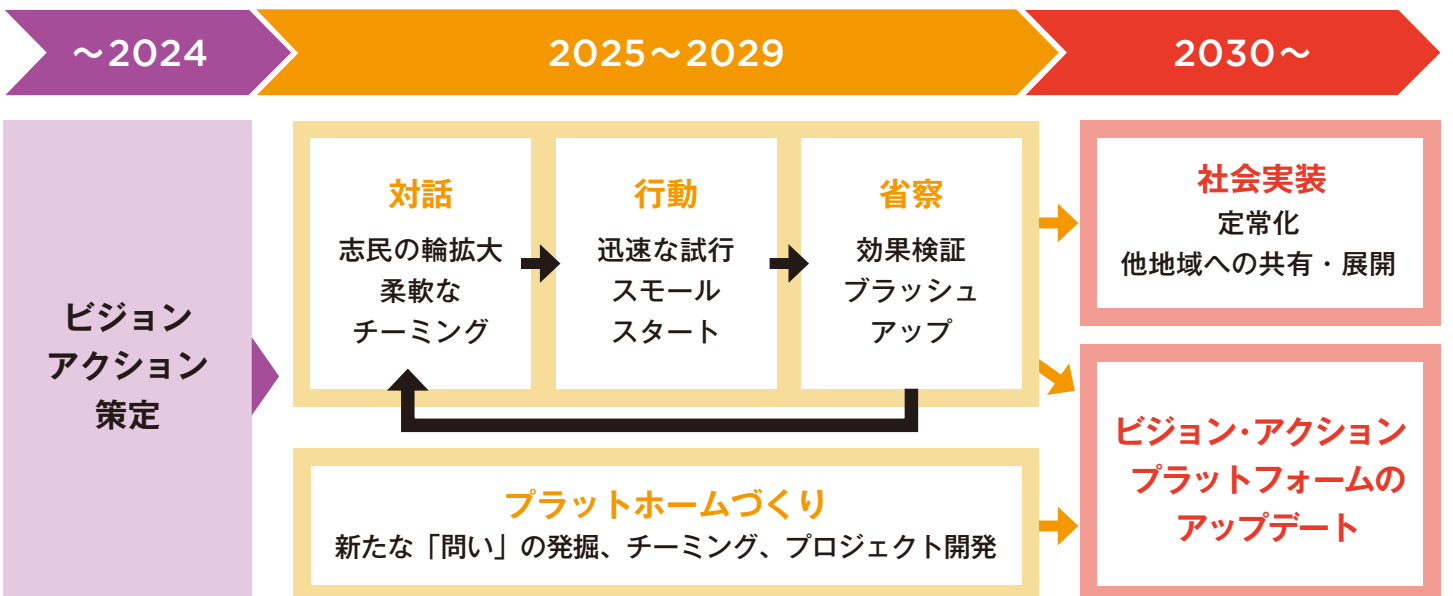 ～2024
2025～2029
2030～
ビジョン
アクション
策定
対話
志民の輪拡大
柔軟な
チーミング
行動
迅速な試行
スモール
スタート
省察
効果検証
ブラッシュ
アップ
プラットホームづくり
新たな「問い」の発掘、チーミング、プロジェクト開発
社会実装
定常化
他地域への共有・展開
ビジョン・アクション
プラットフォームの
アップデート